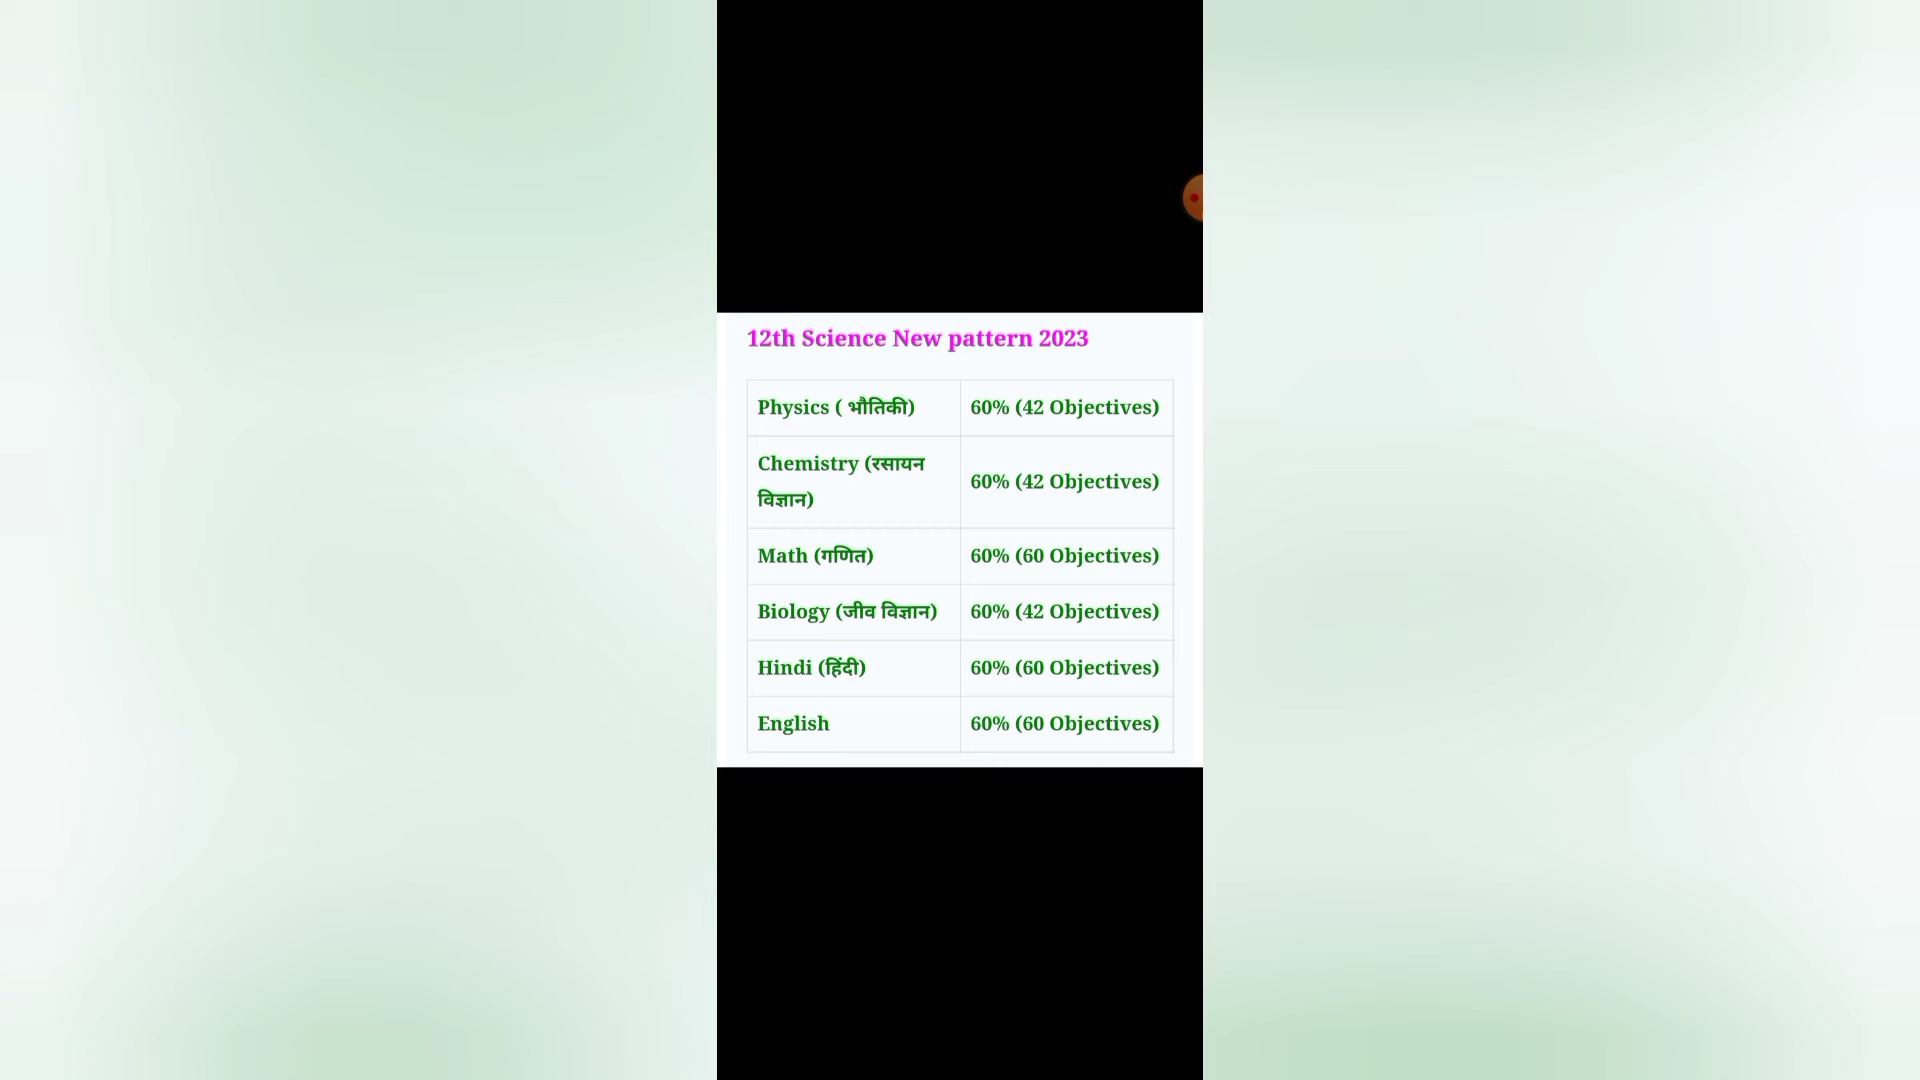 12th Science New pattern 2023
Physics ( भौतिकी) 60% (42 Objectives)
Chemistry (रसायन
विज्ञान) 60% (42 Objectives)
Math (गणित) 60% (60 Objectives)
Biology (जीव विज्ञान) 60% (42 Objectives)
Hindi (हिंदी) 60% (60 Objectives)
English 60% (60 Objectives)